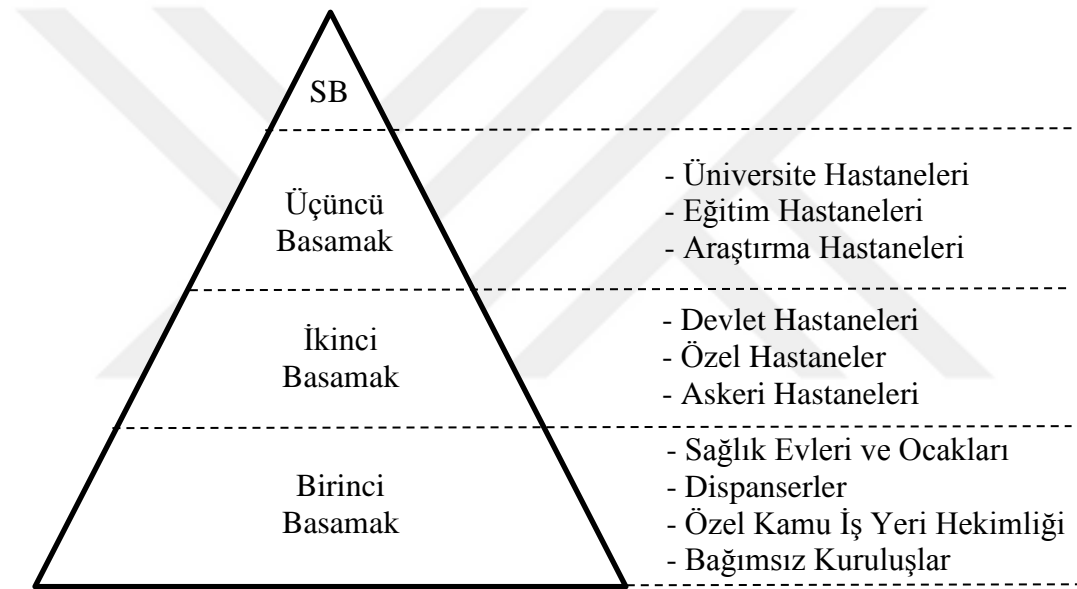 SB
Üçüncü
Basamak
- Üniversite Hastaneleri
- Eğitim Hastaneleri
- Araştırma Hastaneleri
İkinci
Basamak
- Devlet Hastaneleri
- Özel Hastaneler
- Askeri Hastaneleri
Birinci
Basamak
- Sağlık Evleri ve Ocakları
- Dispanserler
- Özel Kamu İş Yeri Hekimliği
- Bağımsız Kuruluşlar